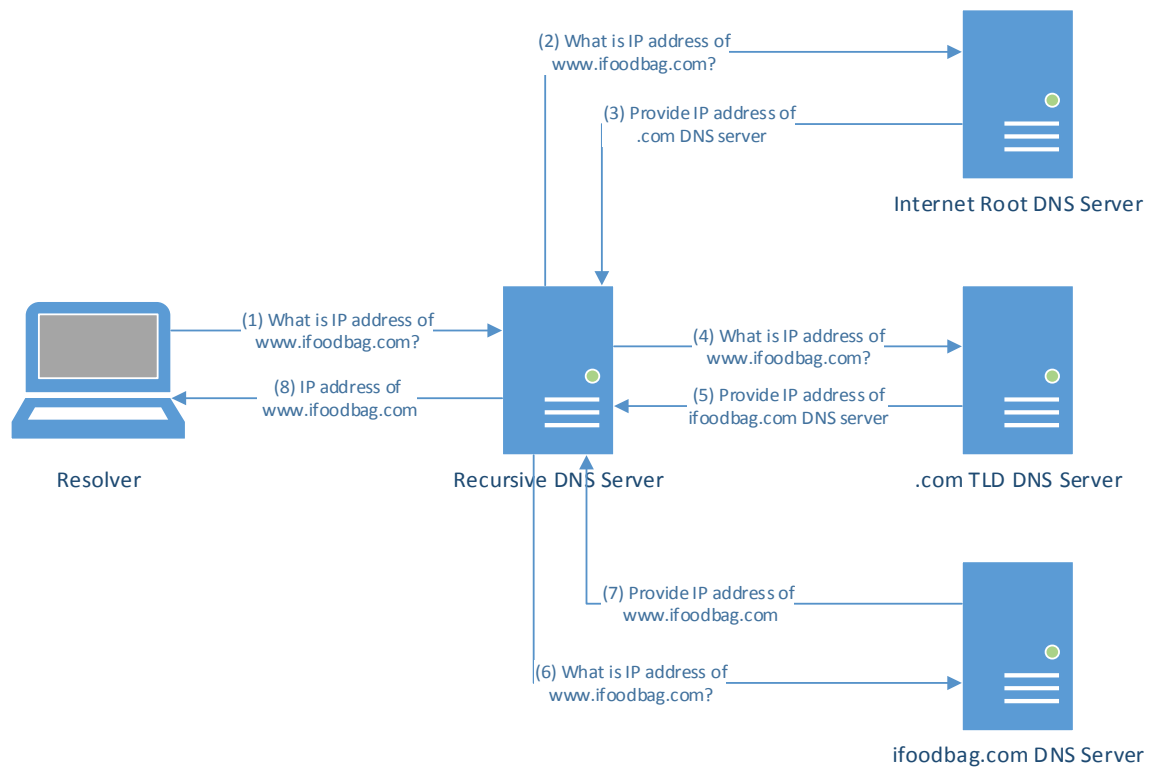 (2) What is IP address of
www.ifoodbag.com?
(3) Provide IP address of
.com DNS server
Internet Root DNS Server
(1) What is IP address of
www.ifoodbag.com?
(8) IP address of
www.ifoodbag.com
Resolver
Recursive DNS Server
(4) What is IP address of
www.ifoodbag.com?
(5) Provide IP address of
ifoodbag.com DNS server
.com TLD DNS Server
(7) Provide IP address of
www.ifoodbag.com
(6) What is IP address of
www.ifoodbag.com?
ifoodbag.com DNS Server